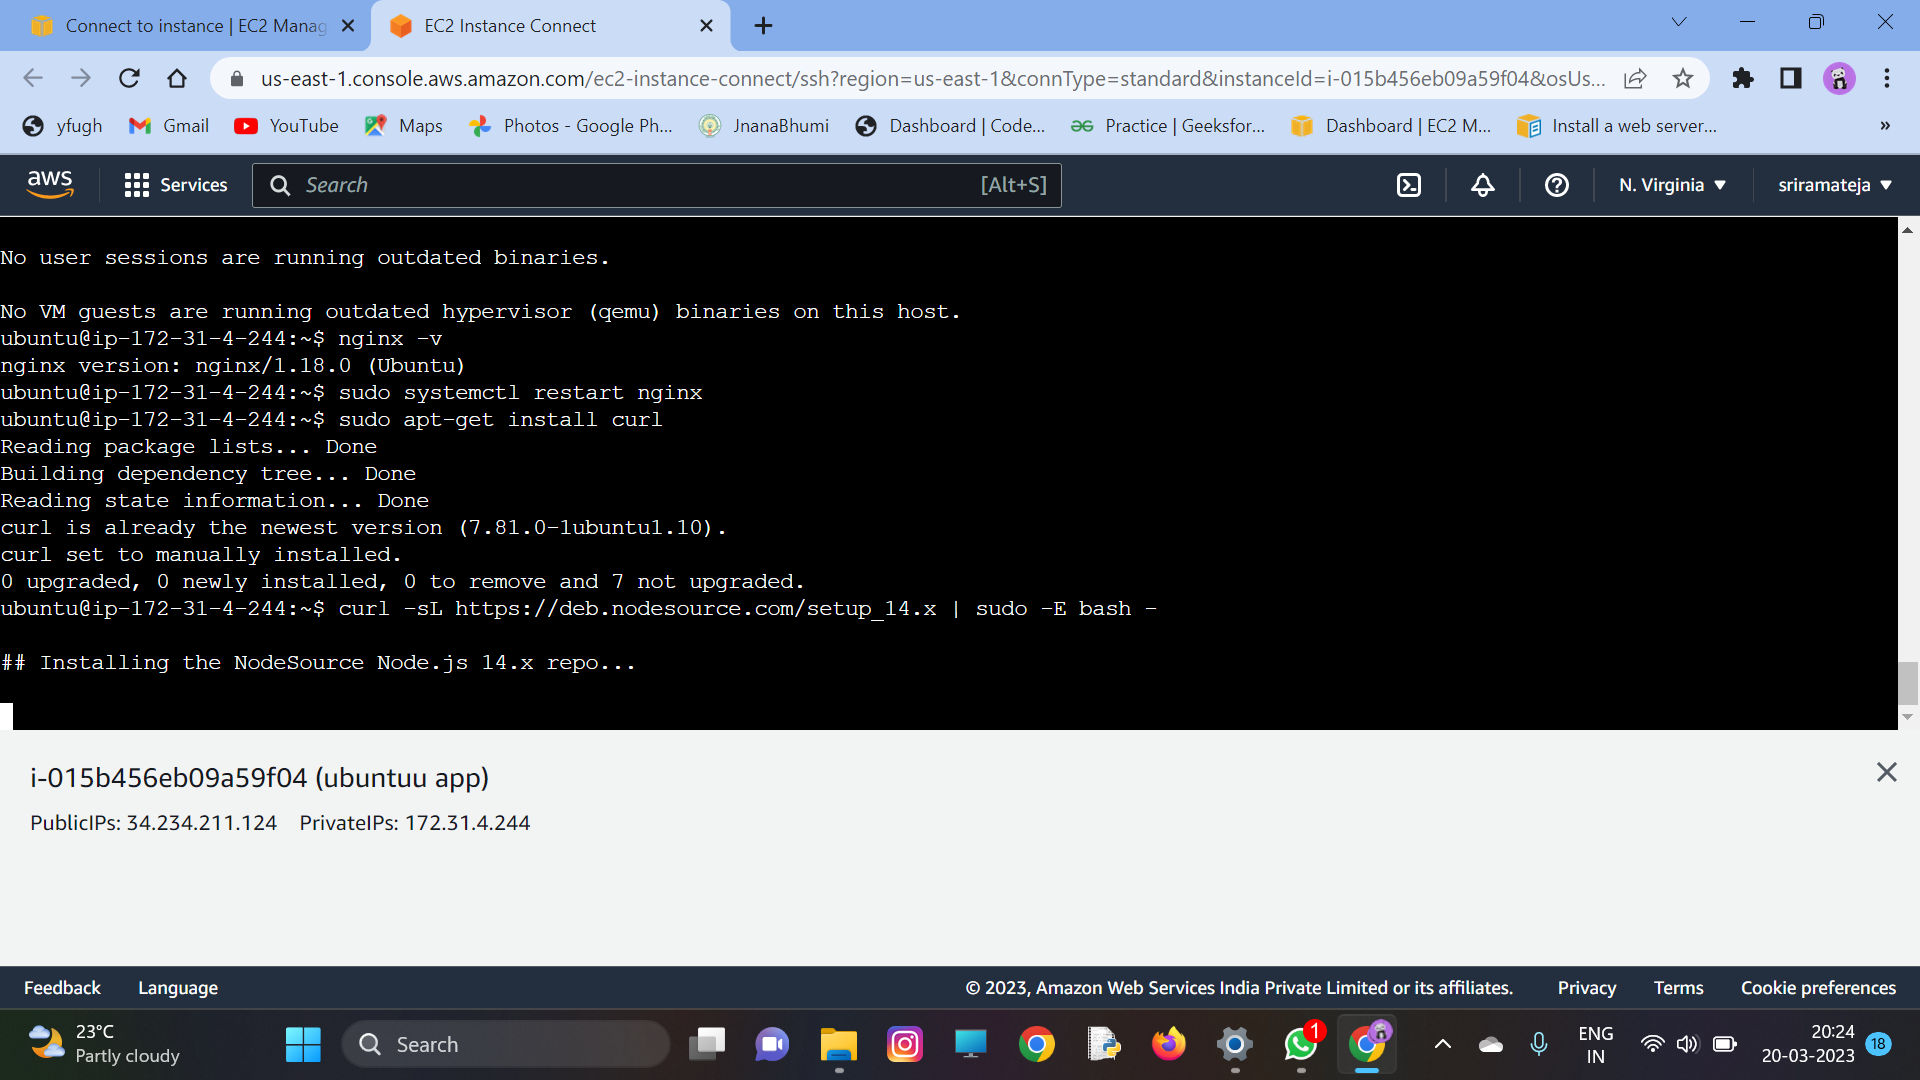 Connect to instance | EC2 Manag
EC2 Instance Connect
us-east-1.console.aws.amazon.com/ec2-instance-connect/ssh?region=us-east-1&connType=standard&instanceId=i-015b456eb09a59f04&osUs...
yfugh
Gmail
YouTube
Maps
Photos - Google Ph...
JnanaBhumi
Dashboard | Code...
Practice | Geeksfor...
Dashboard | EC2 M...
Install a web server...
»
aws
Services
Search
[Alt+S]
N. Virginia
sriramateja
No user sessions are running outdated binaries.
No VM guests are running outdated hypervisor (qemu) binaries on this host.
ubuntu@ip-172-31-4-244:~$ nginx -v
nginx version: nginx/1.18.0 (Ubuntu)
ubuntu@ip-172-31-4-244:~$ sudo systemctl restart nginx
ubuntu@ip-172-31-4-244:~$ sudo apt-get install curl
Reading package lists... Done
Building dependency tree... Done
Reading state information... Done
curl is already the newest version (7.81.0-1ubuntu1.10).
curl set to manually installed.
0 upgraded, 0 newly installed, 0 to remove and 7 not upgraded.
ubuntu@ip-172-31-4-244:~$ curl -sL https://deb.nodesource.com/setup_14.x | sudo -E bash -
## Installing the NodeSource Node.js 14.x repo...
i-015b456eb09a59f04 (ubuntuu app)
PublicIPs: 34.234.211.124 PrivateIPs: 172.31.4.244
Feedback
Language
© 2023, Amazon Web Services India Private Limited or its affiliates.
Privacy
Terms
Cookie preferences
23°C
Partly cloudy
Search
1
ENG
IN
20:24
20-03-2023
18